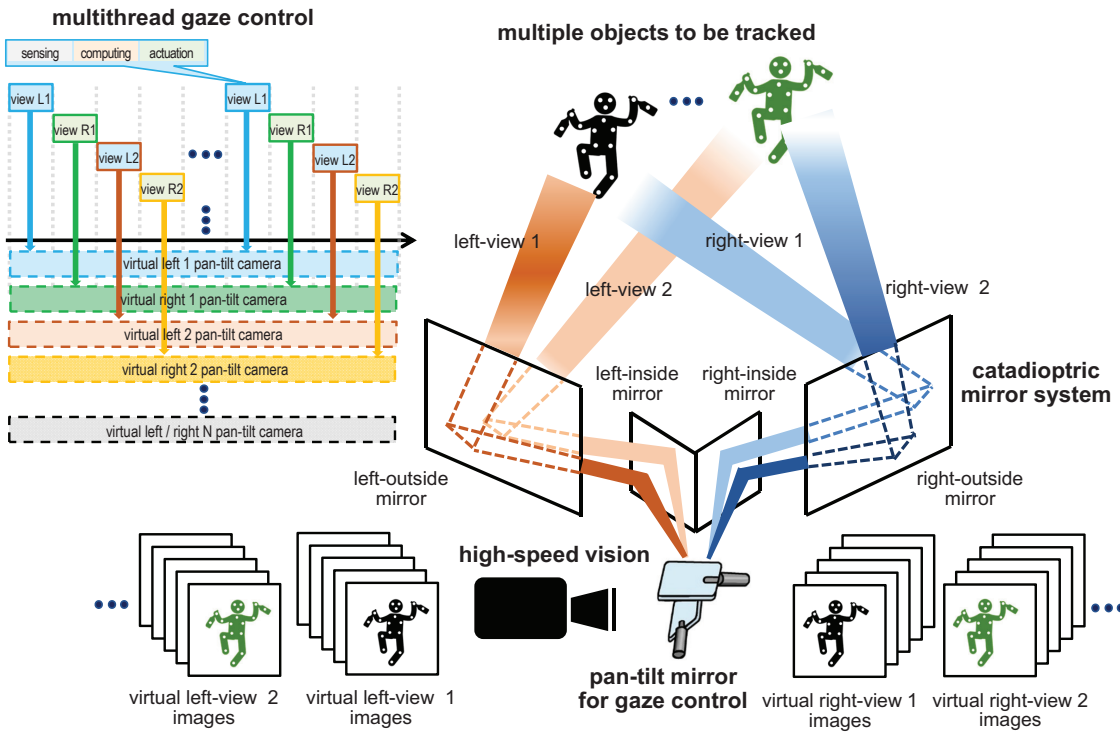 multithread gaze control
sensing computing actuation
view L1
view R1
view L2
view R2
view L1
view R1
view L2
view R2
virtual left 1 pan-tilt camera
virtual right 1 pan-tilt camera
virtual left 2 pan-tilt camera
virtual right 2 pan-tilt camera
virtual left / right N pan-tilt camera
multiple objects to be tracked
left-view 1
left-view 2
right-view 1
right-view 2
left-inside
mirror
right-inside
mirror
catadioptric
mirror system
left-outside
mirror
right-outside
mirror
high-speed vision
pan-tilt mirror
for gaze control
virtual left-view 2
images
virtual left-view 1
images
virtual right-view 1
images
virtual right-view 2
images